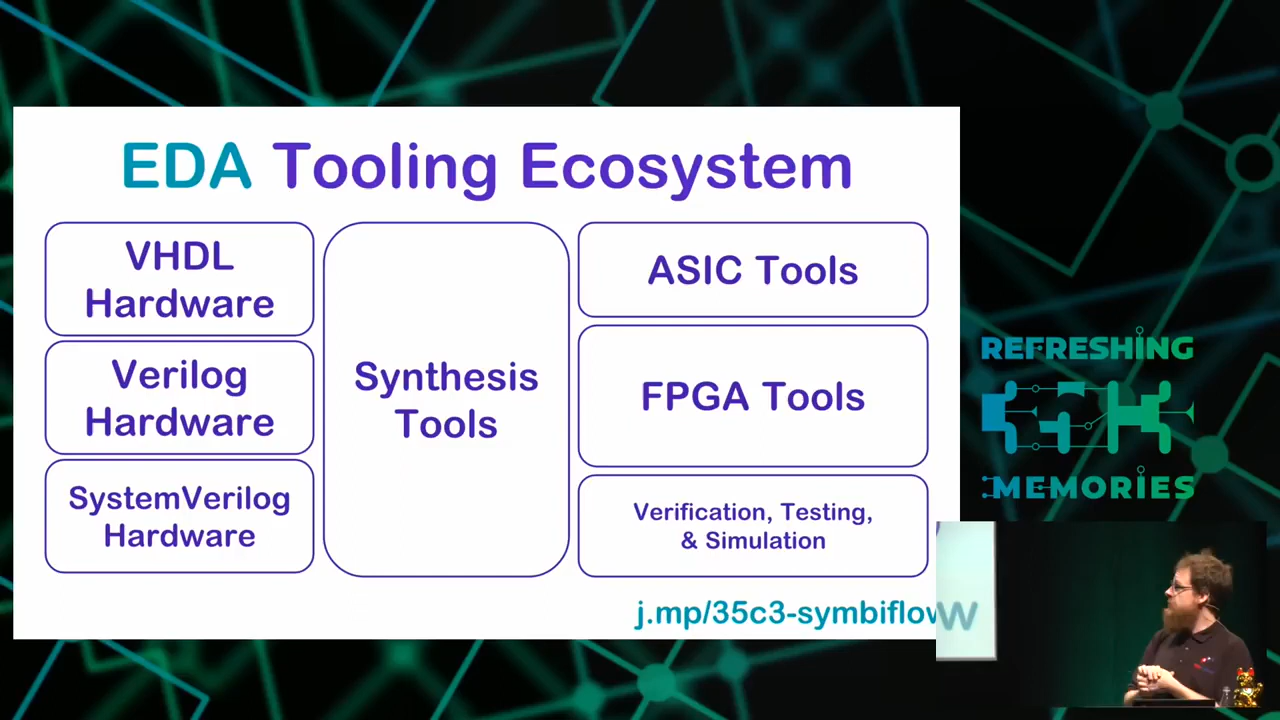 EDA Tooling Ecosystem
VHDL
Hardware
Verilog
Hardware
SystemVerilog
Hardware
Synthesis
Tools
ASIC Tools
FPGA Tools
Verification, Testing,
& Simulation
j.mp/35c3-symbiflow
w
REFRESHING
35C3
MEMORIES